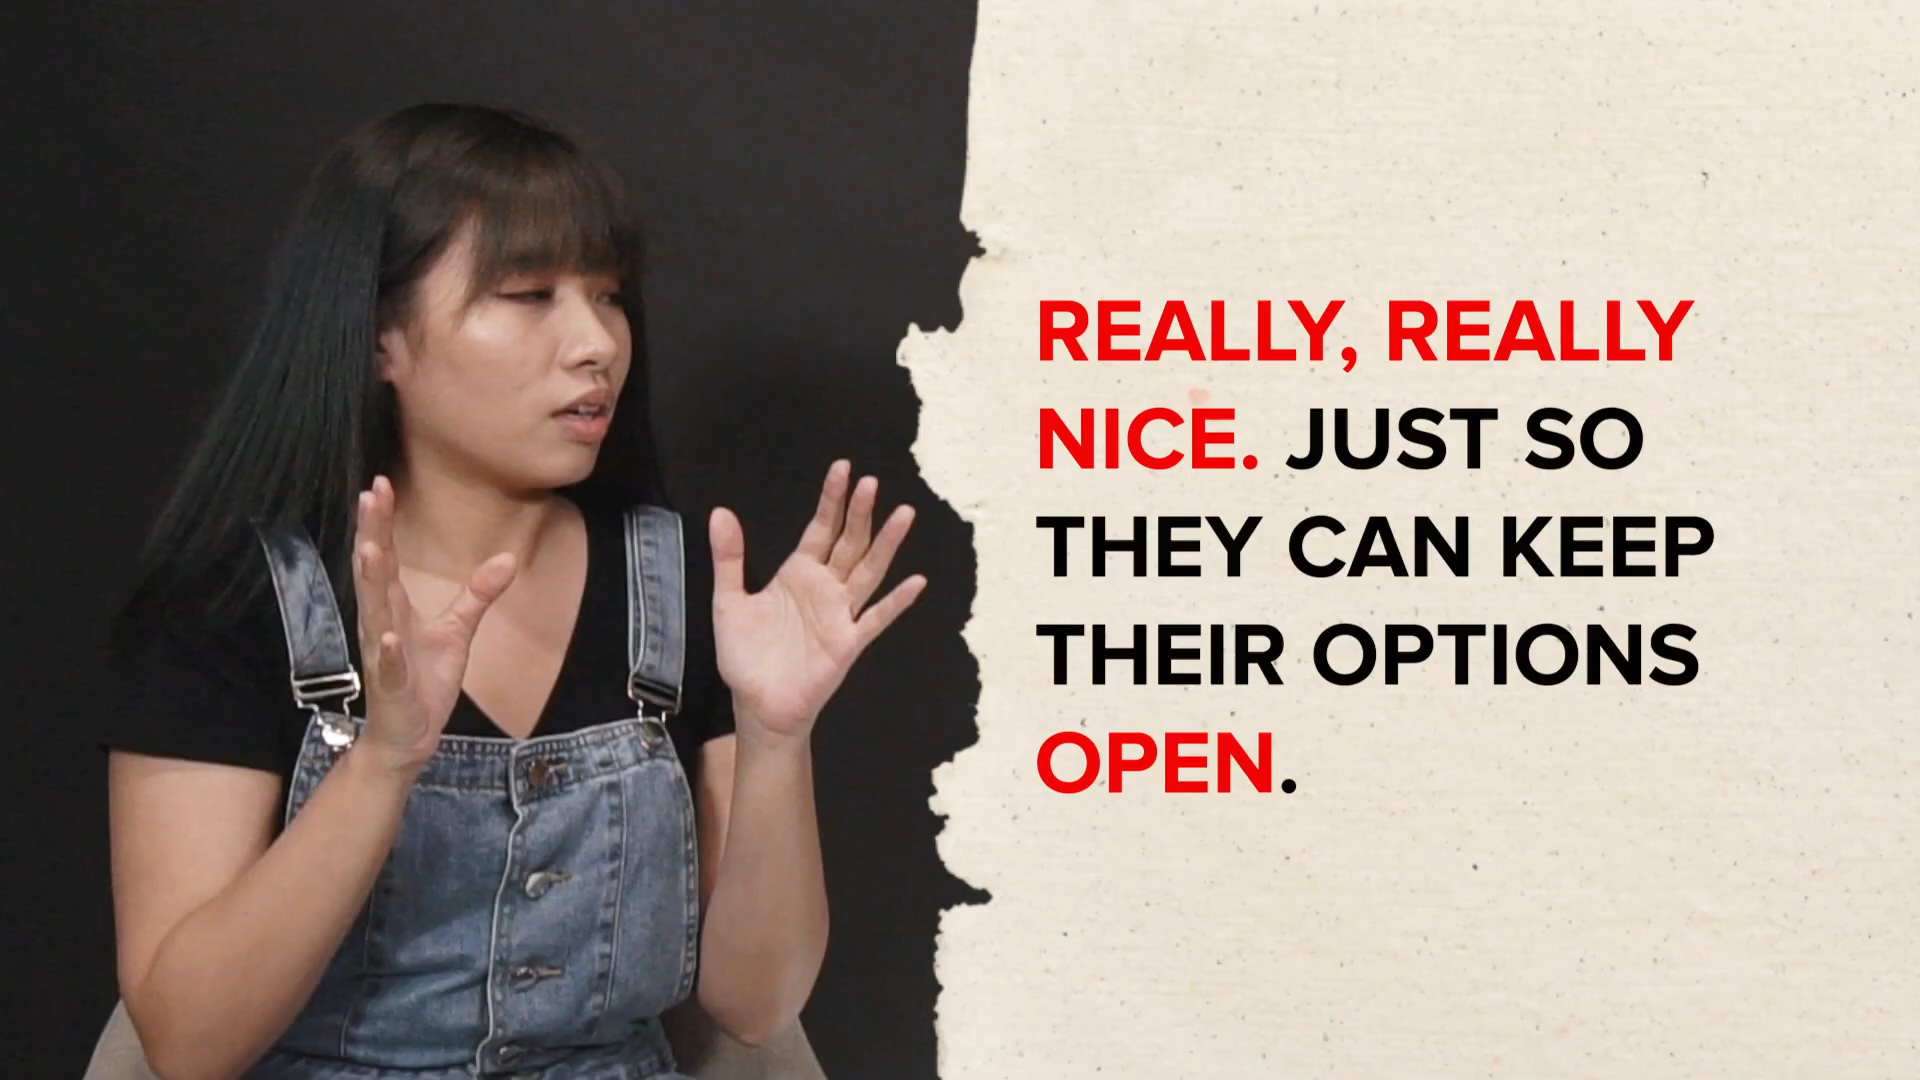 REALLY, REALLY
NICE. JUST SO
THEY CAN KEEP
THEIR OPTIONS
OPEN.